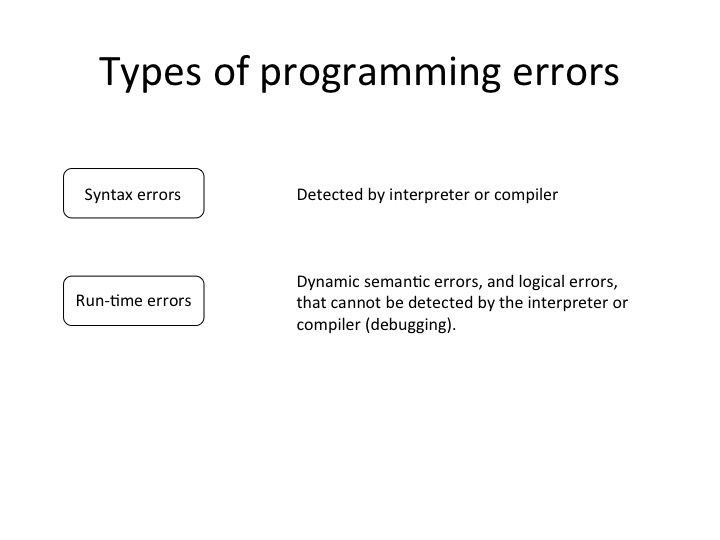 Types of programming errors
Syntax errors
Detected by interpreter or compiler
Run-time errors
Dynamic semantic errors, and logical errors,
that cannot be detected by the interpreter or
compiler (debugging).